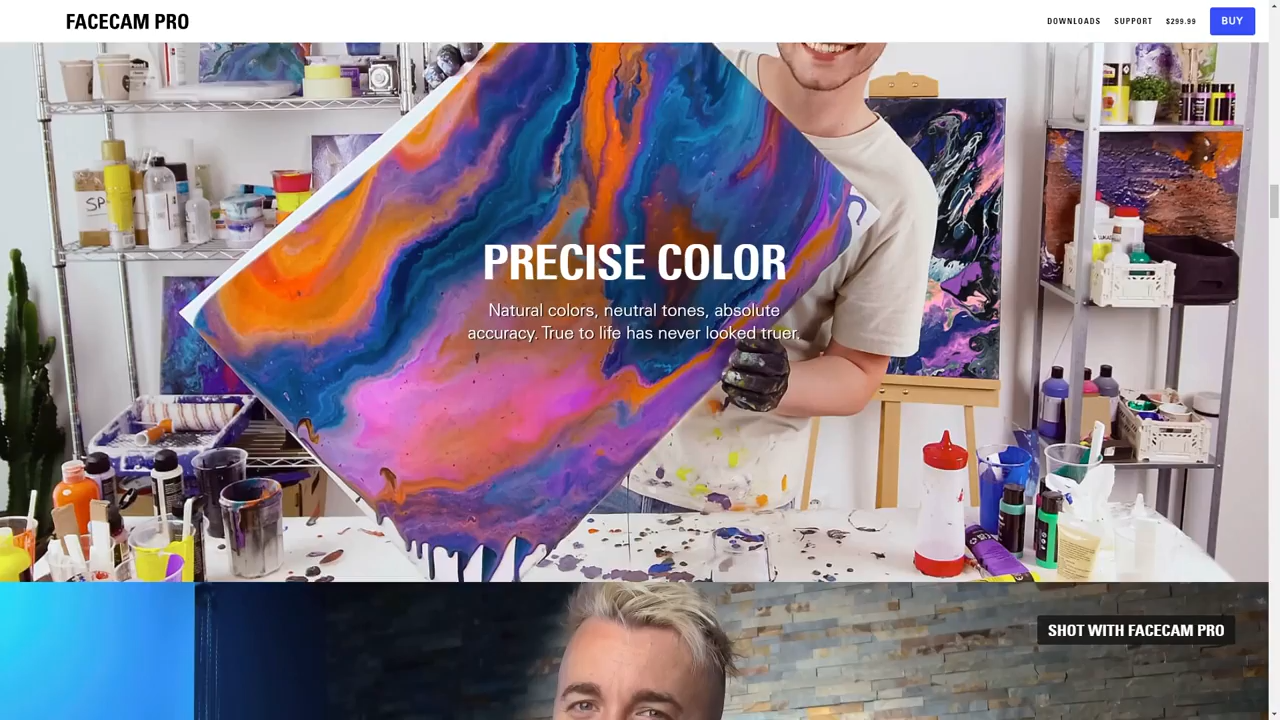 FACECAM PRO
DOWNLOADS SUPPORT $299.99 BUY
PRECISE COLOR
Natural colors, neutral tones, absolute
accuracy. True to life has never looked truer.
SHOT WITH FACECAM PRO